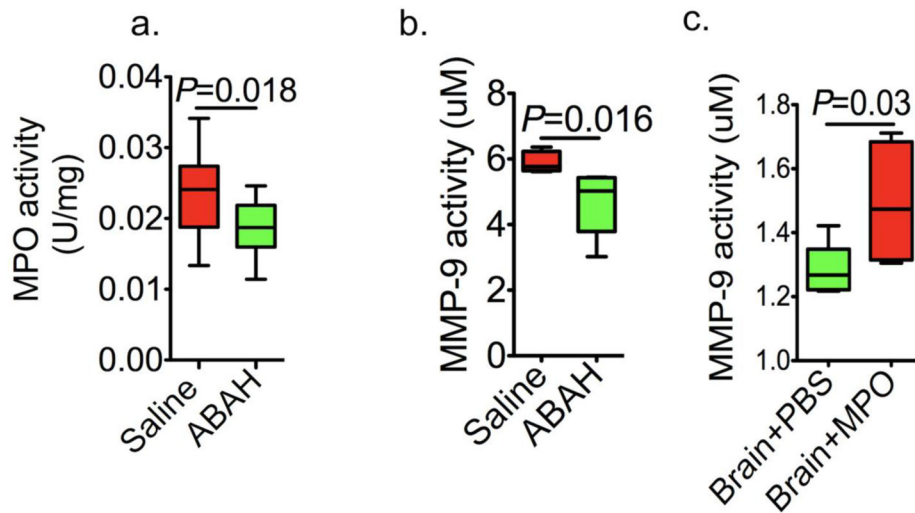 a.
MPO activity
(U/mg)
0.04
0.03
0.02
0.01
0.00
P=0.018
Saline
ABAH
b.
MMP-9 activity (uM)
8
6
4
2
0
P=0.016
Saline
ABAH
c.
MMP-9 activity (uM)
1.8
1.6
1.4
1.2
1.0
P=0.03
Brain+PBS
Brain+MPO